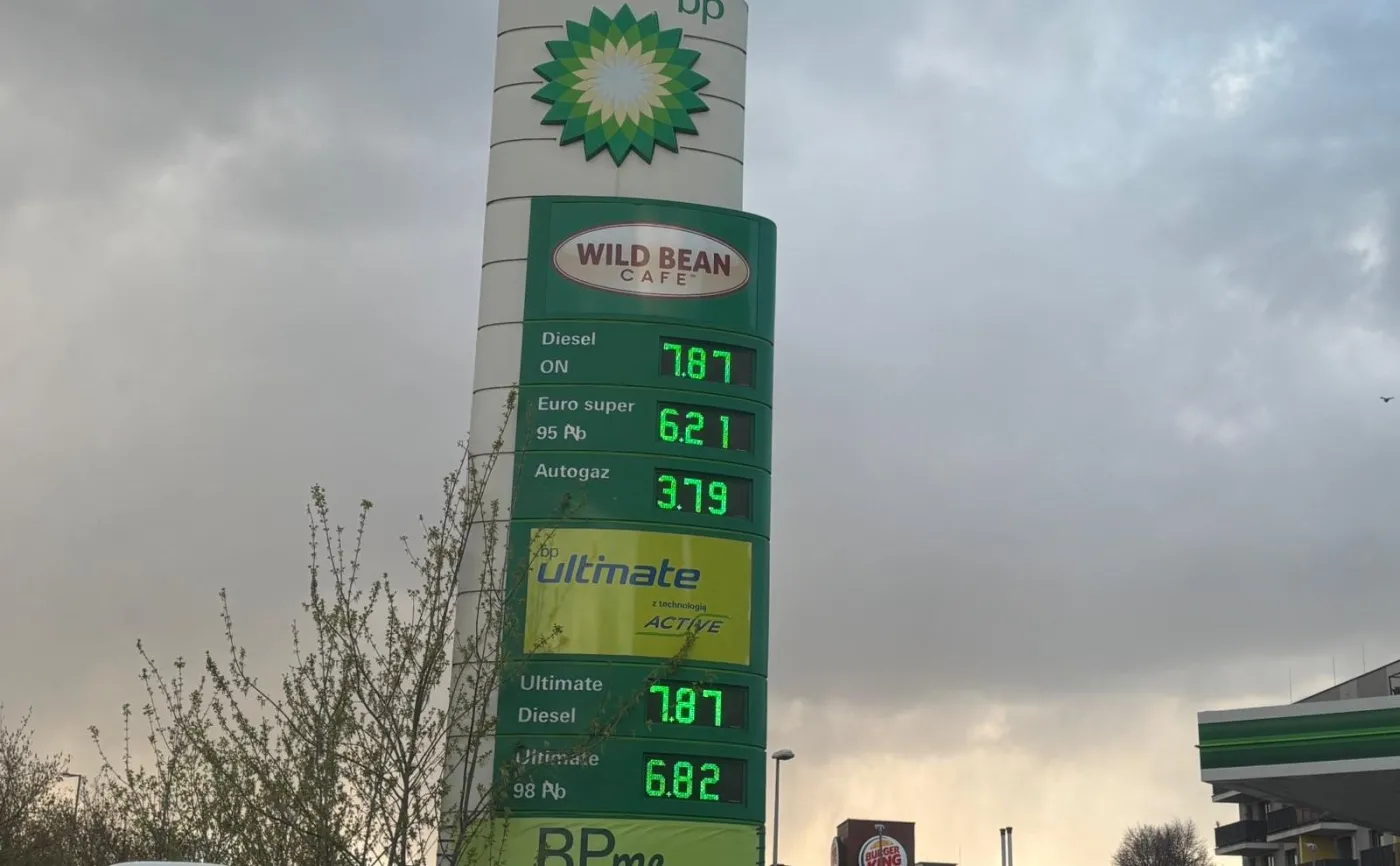 bp
WILD BEAN
CAFE™
Diesel 7.87
ON
Euro super 6.21
95 Pb
Autogaz 3.79
bp
ultimate
z technologią
ACTIVE
Ultimate 7.87
Diesel
Ultimate 6.82
98 Pb
BPme
BURGER
KING